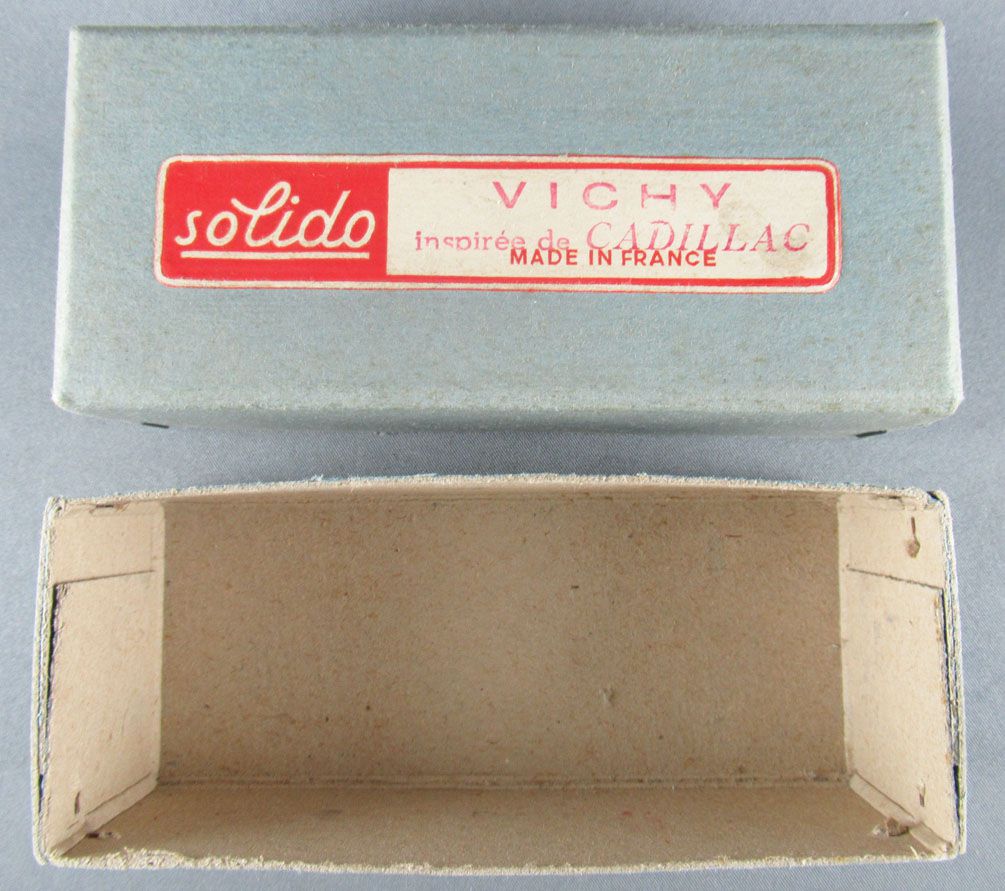 solido
VICHY
inspirée de CADILLAC
MADE IN FRANCE